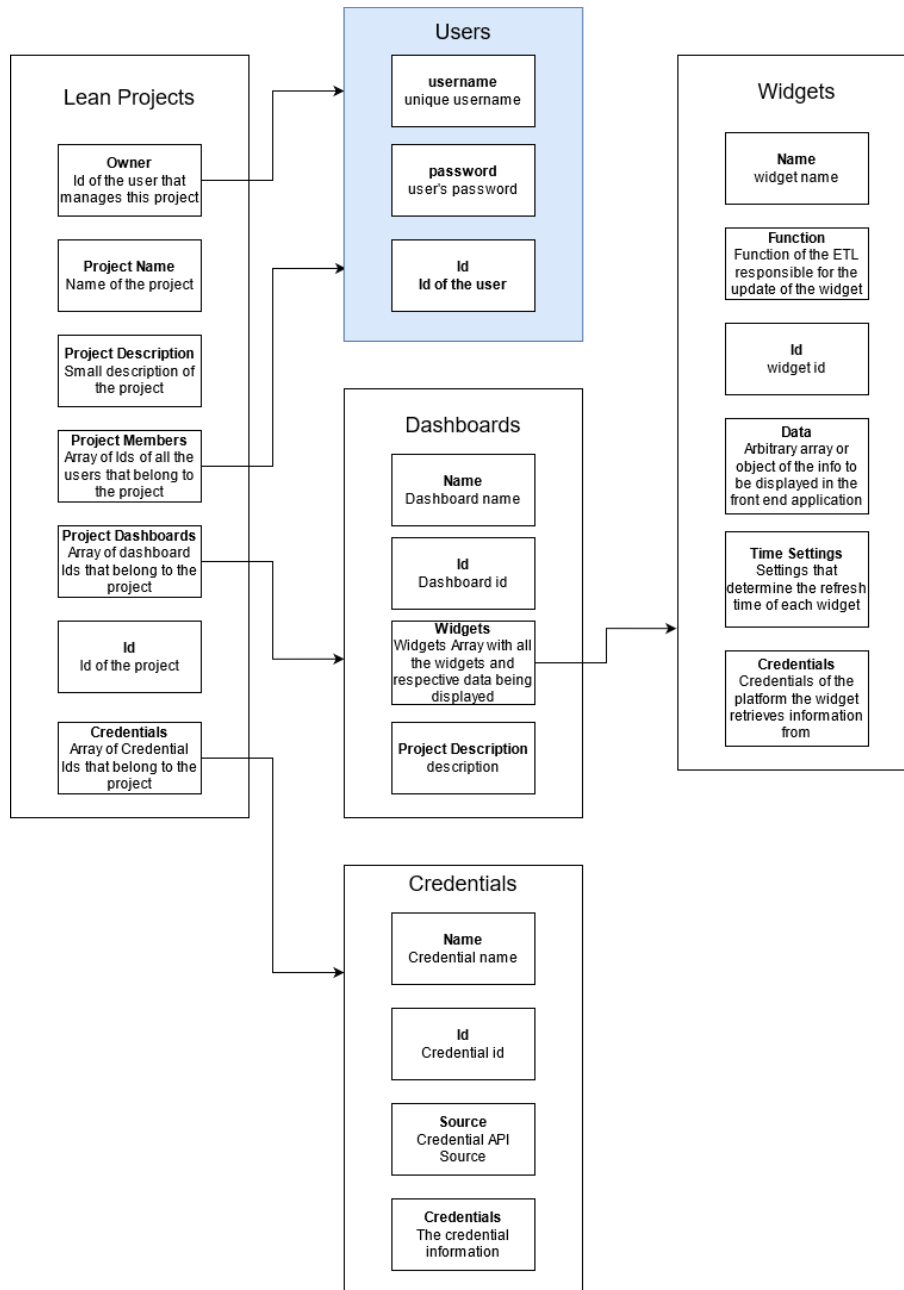 Lean Projects
Owner
Id of the user that
manages this project
Project Name
Name of the project
Project Description
Small description of
the project
Project Members
Array of Ids of all the
users that belong to
the project
Project Dashboards
Array of dashboard
Ids that belong to the
project
Id
Id of the project
Credentials
Array of Credential
Ids that belong to the
project
Users
username
unique username
password
user's password
Id
Id of the user
Dashboards
Name
Dashboard name
Id
Dashboard id
Widgets
Widgets Array with all
the widgets and
respective data being
displayed
Project Description
description
Credentials
Name
Credential name
Id
Credential id
Source
Credential API
Source
Credentials
The credential
information
Widgets
Name
widget name
Function
Function of the ETL
responsible for the
update of the widget
Id
widget id
Data
Arbitrary array or
object of the info to
be displayed in the
front end application
Time Settings
Settings that
determine the refresh
time of each widget
Credentials
Credentials of the
platform the widget
retrieves information
from